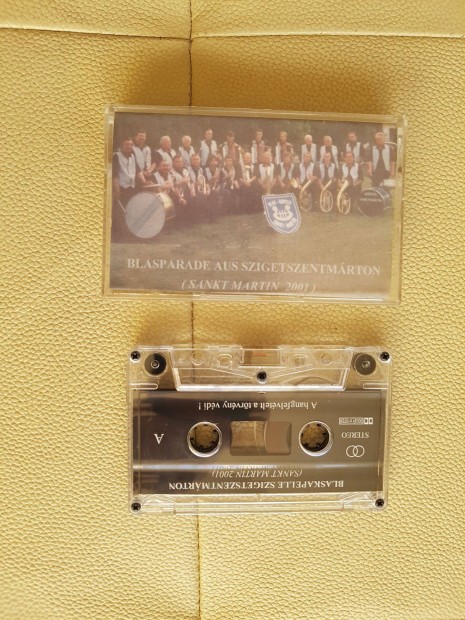 BLASPARADE AUS SZIGETSZENTMÁRTON
( SANKT MARTIN 2001 )
BLASKAPELLE SZIGETSZENTMÁRTON
(SANKT MARTIN 2001)
STEREO
A
A hangfelvételt a törvény védi !